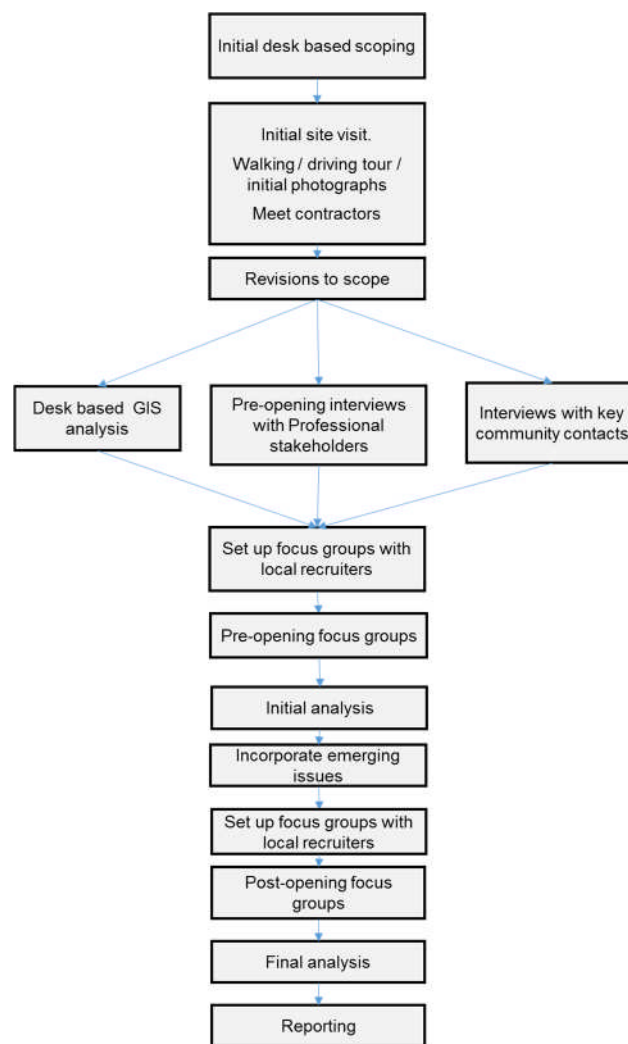 Initial desk based scoping
Initial site visit.
Walking / driving tour /
initial photographs
Meet contractors
Revisions to scope
Desk based GIS
analysis
Pre-opening interviews
with Professional
stakeholders
Interviews with key
community contacts
Set up focus groups with
local recruiters
Pre-opening focus groups
Initial analysis
Incorporate emerging
issues
Set up focus groups with
local recruiters
Post-opening focus
groups
Final analysis
Reporting